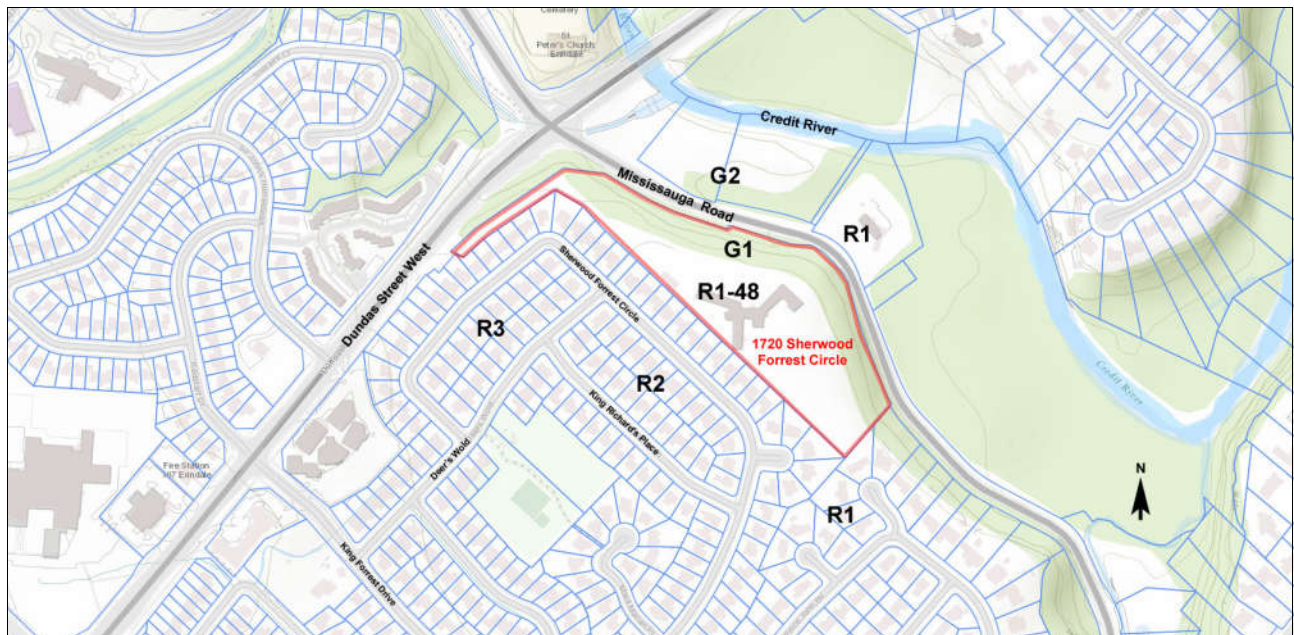 Cemetery
St.
Peter's Church
Erindale
Credit River
Mississauga Road
G2
R1
G1
Dundas Street West
Sherwood Forrest Circle
R1-48
R3
1720 Sherwood
Forrest Circle
R2
Credit River
King Richard's Place
Deer's Wold
Fire Station
107 Erindale
N
R1
King Forrest Drive